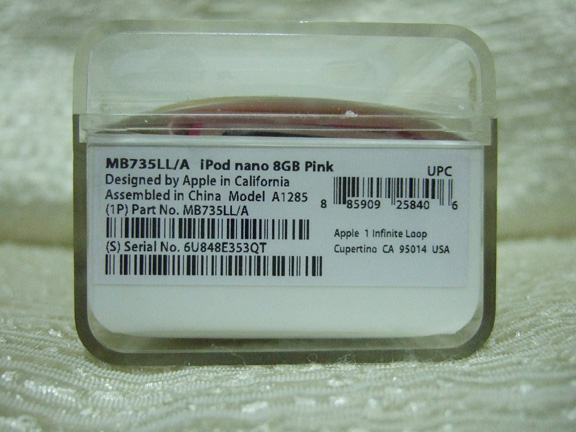 MB735LL/A iPod nano 8GB Pink
Designed by Apple in California
Assembled in China Model A1285
(1P) Part No. MB735LL/A
(S) Serial No. 6U848E353QT
UPC
8 85909 25840 6
Apple 1 Infinite Loop
Cupertino CA 95014 USA